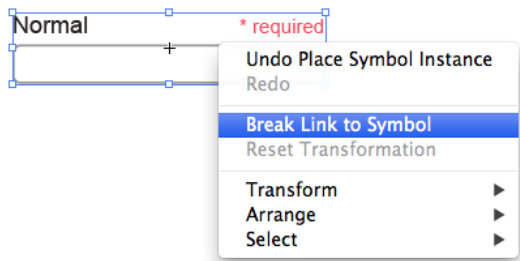 Normal * required
Undo Place Symbol Instance
Redo
Break Link to Symbol
Reset Transformation
Transform
Arrange
Select